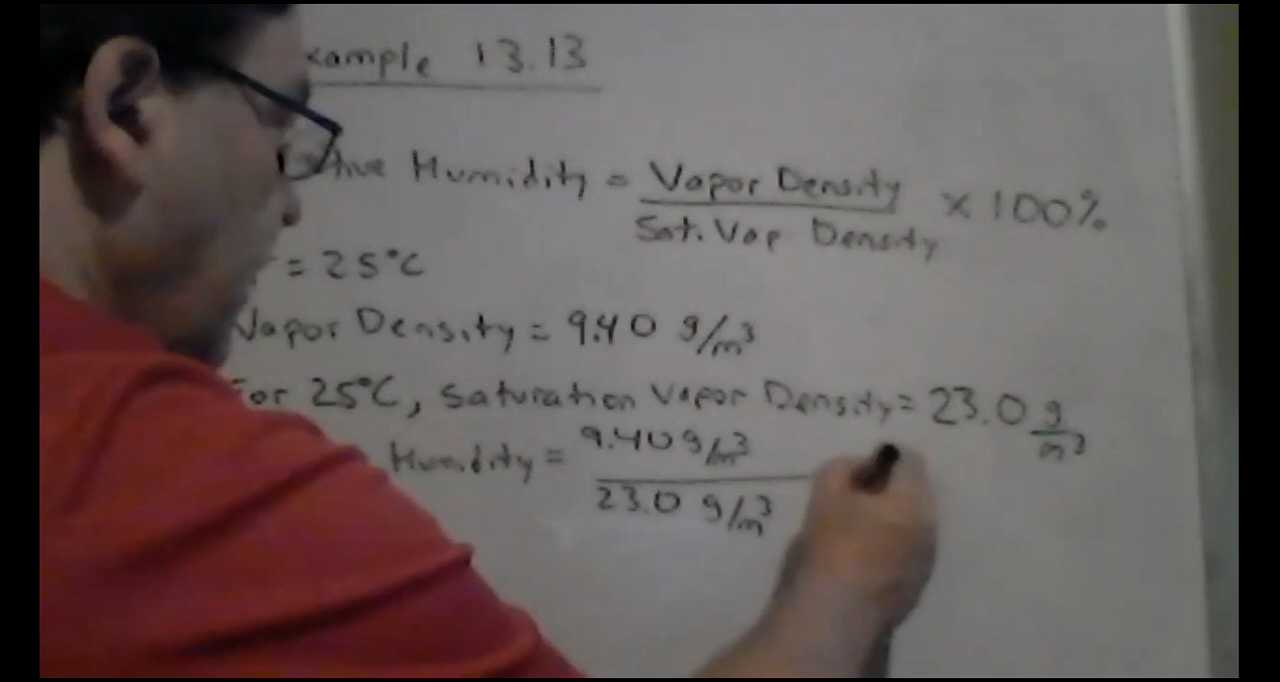 xample 13.13
tive Humidity = Vapor Density / Sat. Vap Density × 100%
= 25°C
Vapor Density = 9.40 g/m³
For 25°C, Saturation Vapor Density = 23.0 g/m³
Humidity = 9.40 g/m³ / 23.0 g/m³